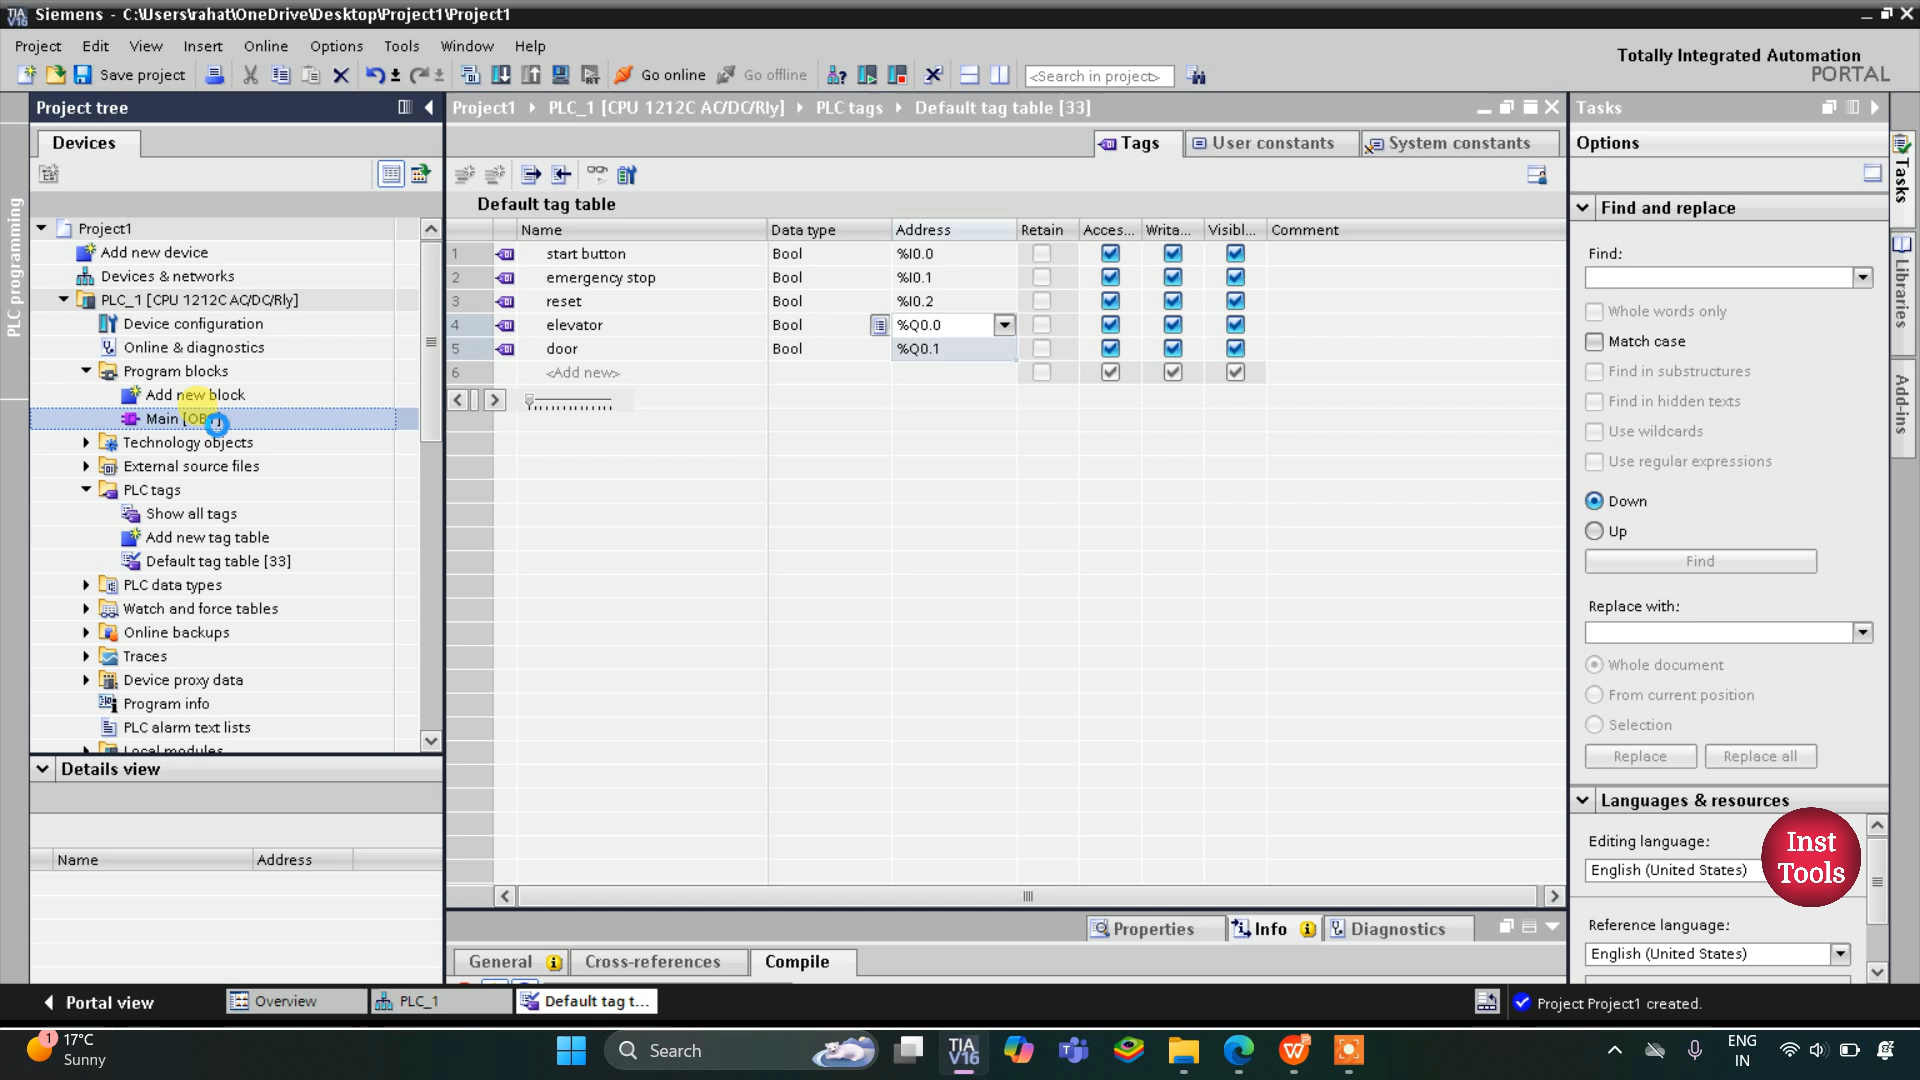 Siemens - C:\Users\rahat\OneDrive\Desktop\Project1\Project1
Project Edit View Insert Online Options Tools Window Help
Totally Integrated Automation
PORTAL
Save project
Go online
Go offline
<Search in project>
Project tree
Project1 PLC_1 [CPU 1212C AC/DC/Rly] PLC tags Default tag table [33]
Tasks
Devices
Tags User constants System constants
Options
PLC programming
Tasks
Libraries
Add-ins
Project1
Add new device
Devices & networks
PLC_1 [CPU 1212C AC/DC/Rly]
Device configuration
Online & diagnostics
Program blocks
Add new block
Main
Technology objects
External source files
PLC tags
Show all tags
Add new tag table
Default tag table [33]
PLC data types
Watch and force tables
Online backups
Traces
Device proxy data
Program info
PLC alarm text lists
Local modules
Details view
Name Address
Default tag table
Name Data type Address Retain Acces... Writa... Visibl... Comment
1 start button Bool %I0.0
2 emergency stop Bool %I0.1
3 reset Bool %I0.2
4 elevator Bool %Q0.0
5 door Bool %Q0.1
6 <Add new>
Find and replace
Find:
Whole words only
Match case
Find in substructures
Find in hidden texts
Use wildcards
Use regular expressions
Down
Up
Find
Replace with:
Whole document
From current position
Selection
Replace Replace all
Languages & resources
Editing language:
English (United States)
Reference language:
English (United States)
Inst
Tools
Properties Info Diagnostics
General Cross-references Compile
Portal view Overview PLC_1 Default tag t...
Project Project1 created.
1
17°C
Sunny
Search
TIA
V16
ENG
IN